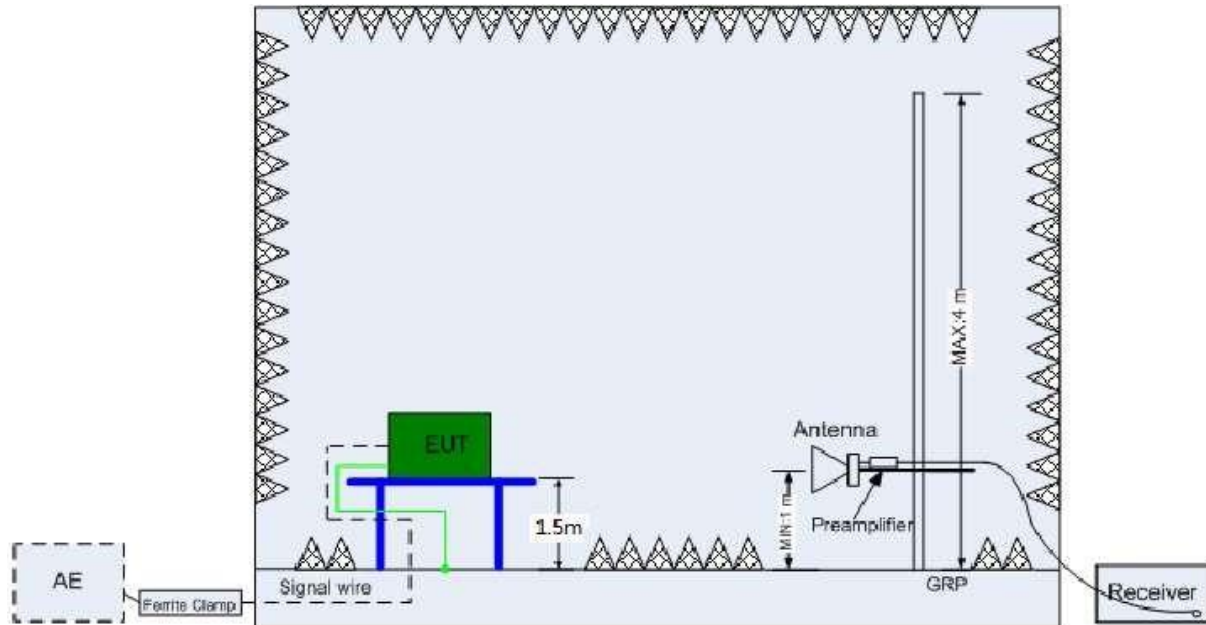 MAX:4 m
EUT
Antenna
MIN:1 m
Preamplifier
1.5m
AE
Ferrite Clamp
Signal wire
GRP
Receiver